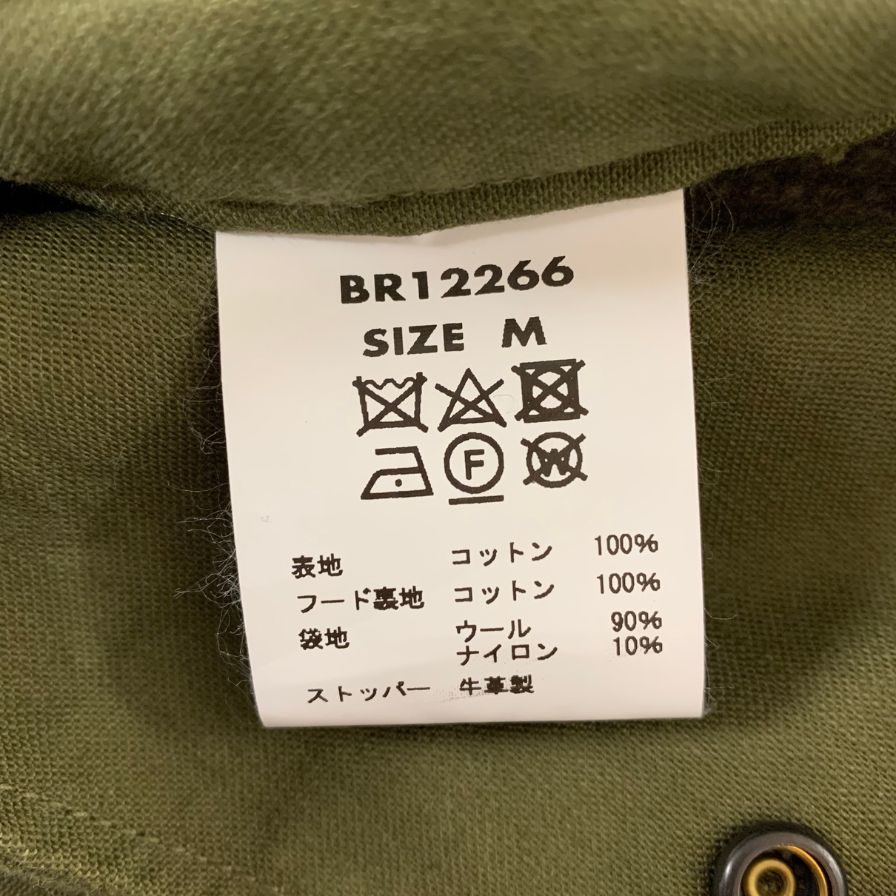 BR12266
SIZE M
F W
表地 コットン 100%
フード裏地 コットン 100%
袋地 ウール 90%
ナイロン 10%
ストッパー 牛革製